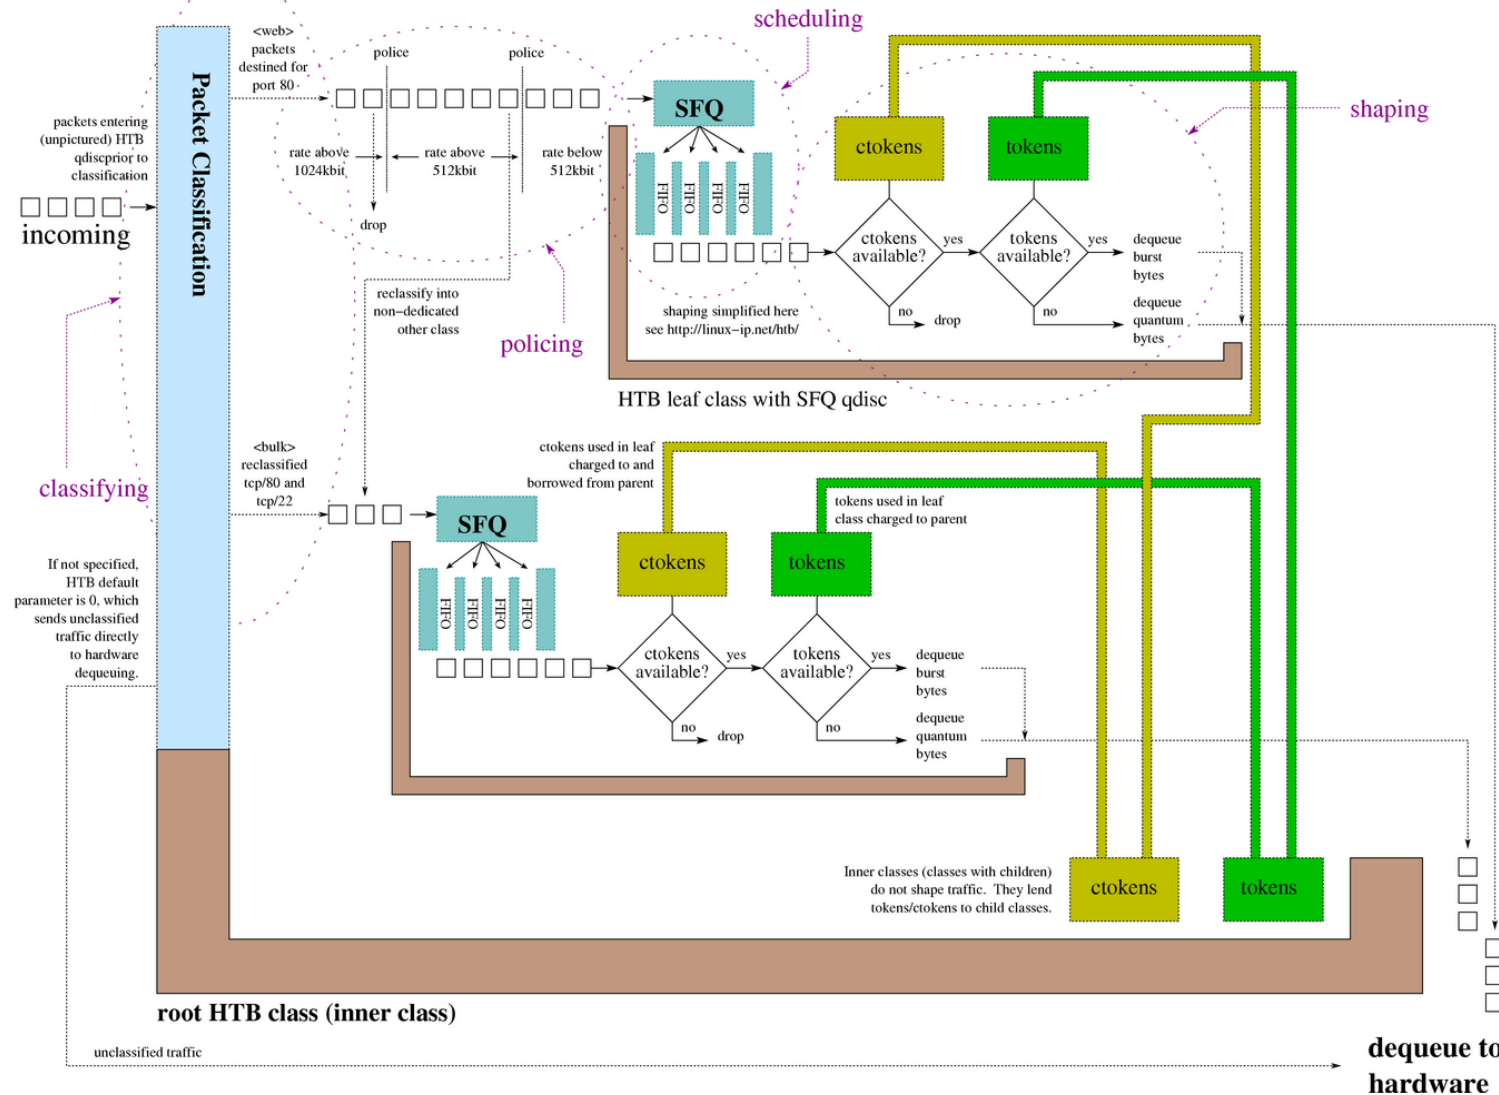 scheduling
<web>
packets
destined for
port 80
police
police
Packet Classification
SFQ
shaping
packets entering
(unpictured) HTB
qdiscprior to
classification
ctokens
tokens
rate above
1024kbit
rate above
512kbit
rate below
512kbit
FIFO
FIFO
FIFO
FIFO
incoming
drop
ctokens
available?
yes
tokens
available?
yes
dequeue
burst
bytes
reclassify into
non-dedicated
other class
shaping simplified here
see http://linux-ip.net/htb/
no
drop
no
dequeue
quantum
bytes
policing
HTB leaf class with SFQ qdisc
classifying
<bulk>
reclassified
tcp/80 and
tcp/22
ctokens used in leaf
charged to and
borrowed from parent
tokens used in leaf
class charged to parent
SFQ
ctokens
tokens
If not specified,
HTB default
parameter is 0, which
sends unclassified
traffic directly
to hardware
dequeuing.
FIFO
FIFO
FIFO
FIFO
ctokens
available?
yes
tokens
available?
yes
dequeue
burst
bytes
no
drop
no
dequeue
quantum
bytes
Inner classes (classes with children)
do not shape traffic. They lend
tokens/ctokens to child classes.
ctokens
tokens
root HTB class (inner class)
unclassified traffic
dequeue to
hardware